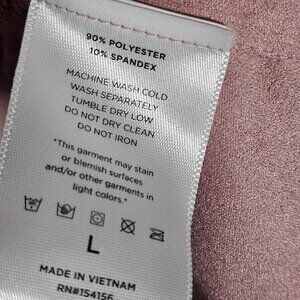 90% POLYESTER
10% SPANDEX
MACHINE WASH COLD
WASH SEPARATELY
TUMBLE DRY LOW
DO NOT DRY CLEAN
DO NOT IRON
*This garment may stain
or blemish surfaces
and/or other garments in
light colors.*
L
MADE IN VIETNAM
RN#154156